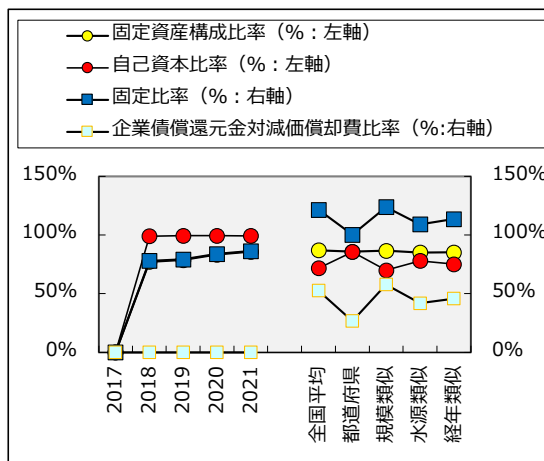 固定資産構成比率（%：左軸）
自己資本比率（%：左軸）
固定比率（%：右軸）
企業債償還元金対減価償却費比率（%:右軸）
150% 150%
100% 100%
50% 50%
0% 0%
2017 2018 2019 2020 2021 全国平均 都道府県 規模類似 水源類似 経年類似